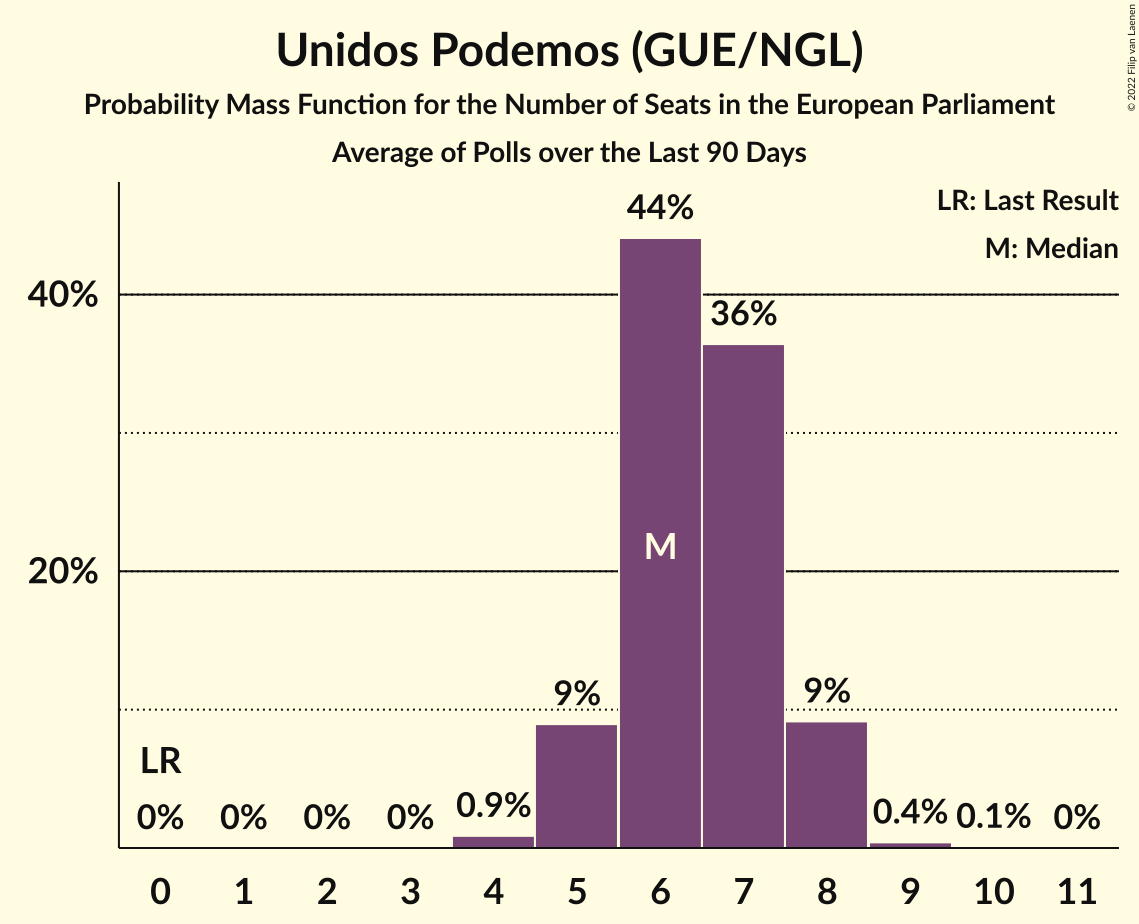 Unidos Podemos (GUE/NGL)
Probability Mass Function for the Number of Seats in the European Parliament
Average of Polls over the Last 90 Days
© 2022 Filip van Laenen
LR: Last Result
M: Median
44%
40%
36%
M
20%
9%
9%
LR
0%
0%
0%
0%
0.9%
0.4%
0.1%
0%
0 1 2 3 4 5 6 7 8 9 10 11